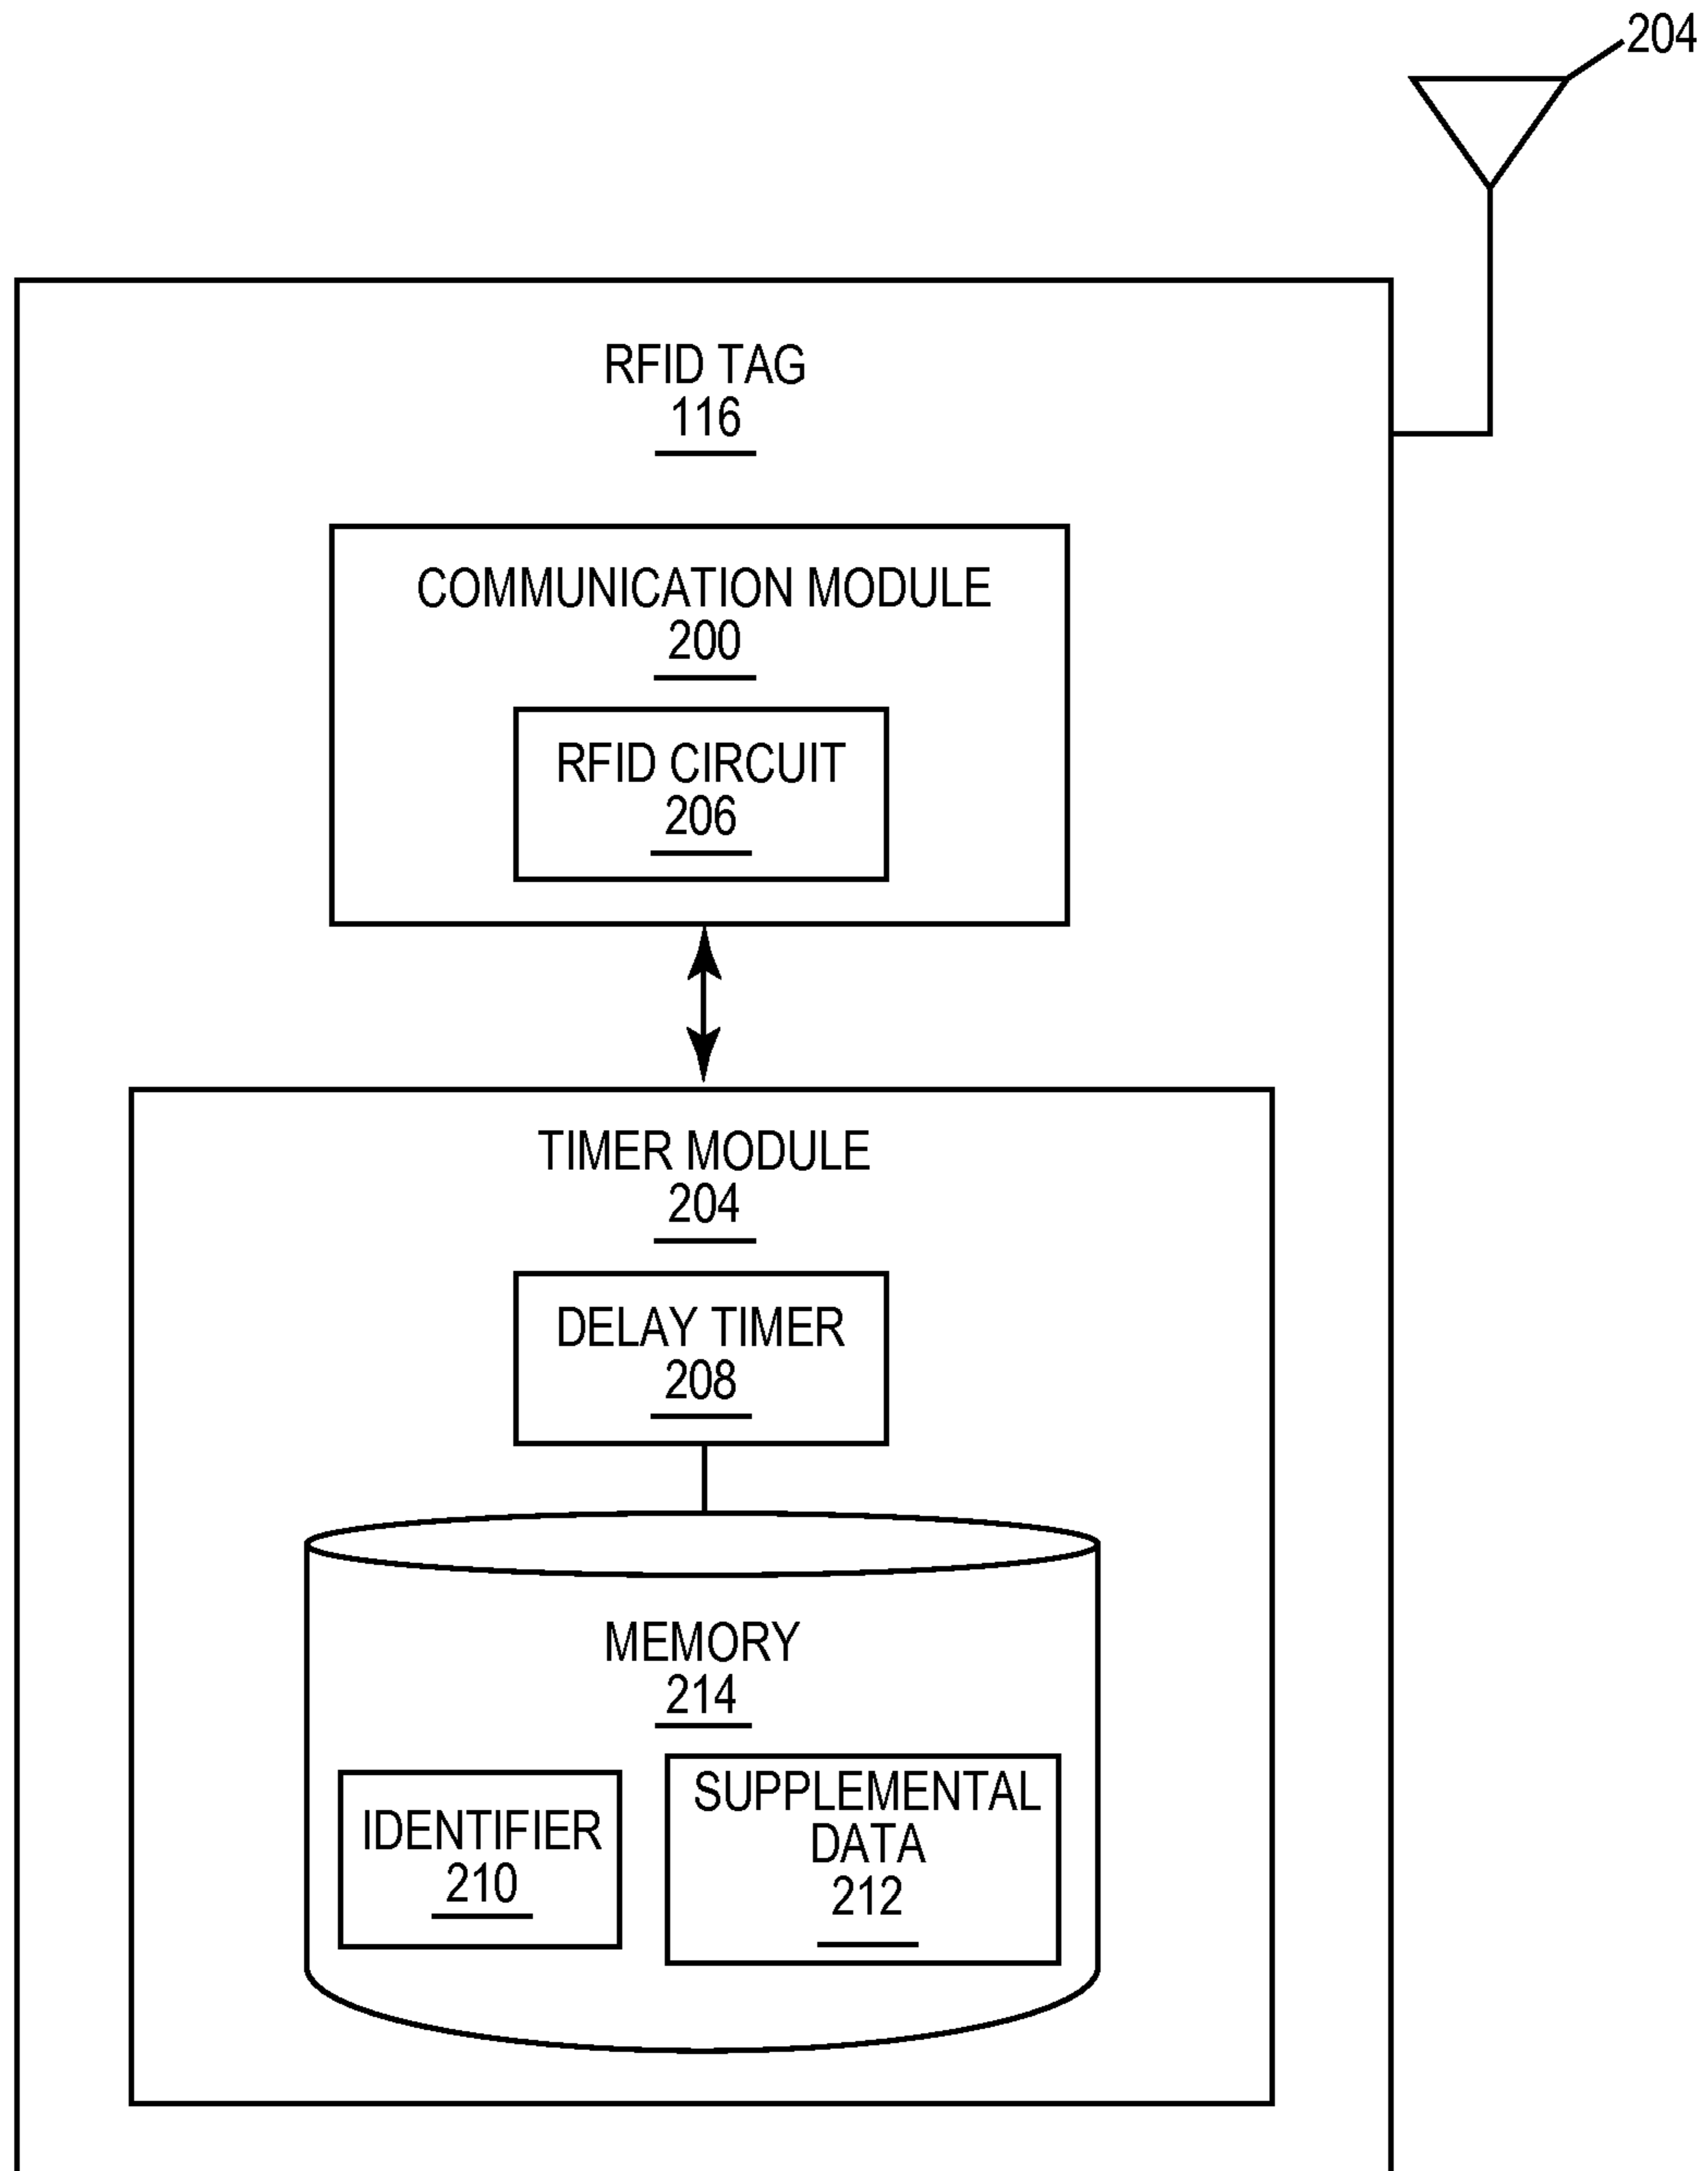 204
RFID TAG
116
COMMUNICATION MODULE
200
RFID CIRCUIT
206
TIMER MODULE
204
DELAY TIMER
208
MEMORY
214
IDENTIFIER
210
SUPPLEMENTAL
DATA
212